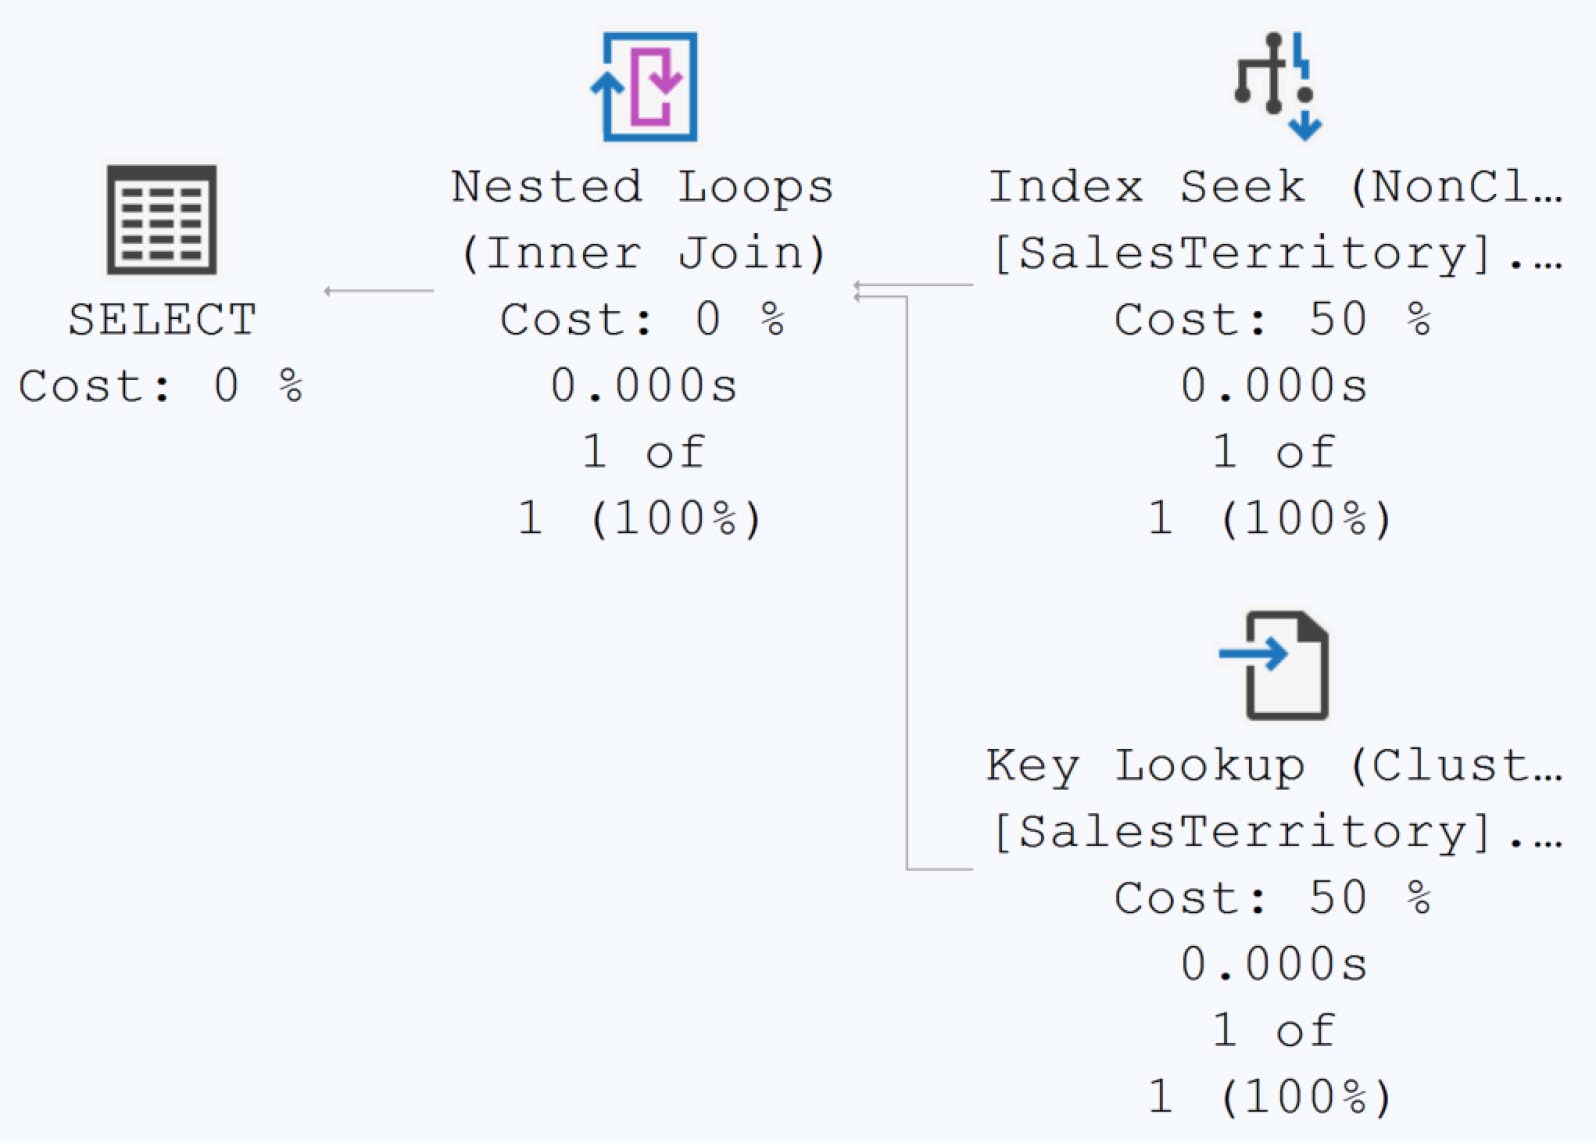 SELECT
Cost: 0 %
Nested Loops
(Inner Join)
Cost: 0 %
0.000s
1 of
1 (100%)
Index Seek (NonCl…
[SalesTerritory].…
Cost: 50 %
0.000s
1 of
1 (100%)
Key Lookup (Clust…
[SalesTerritory].…
Cost: 50 %
0.000s
1 of
1 (100%)